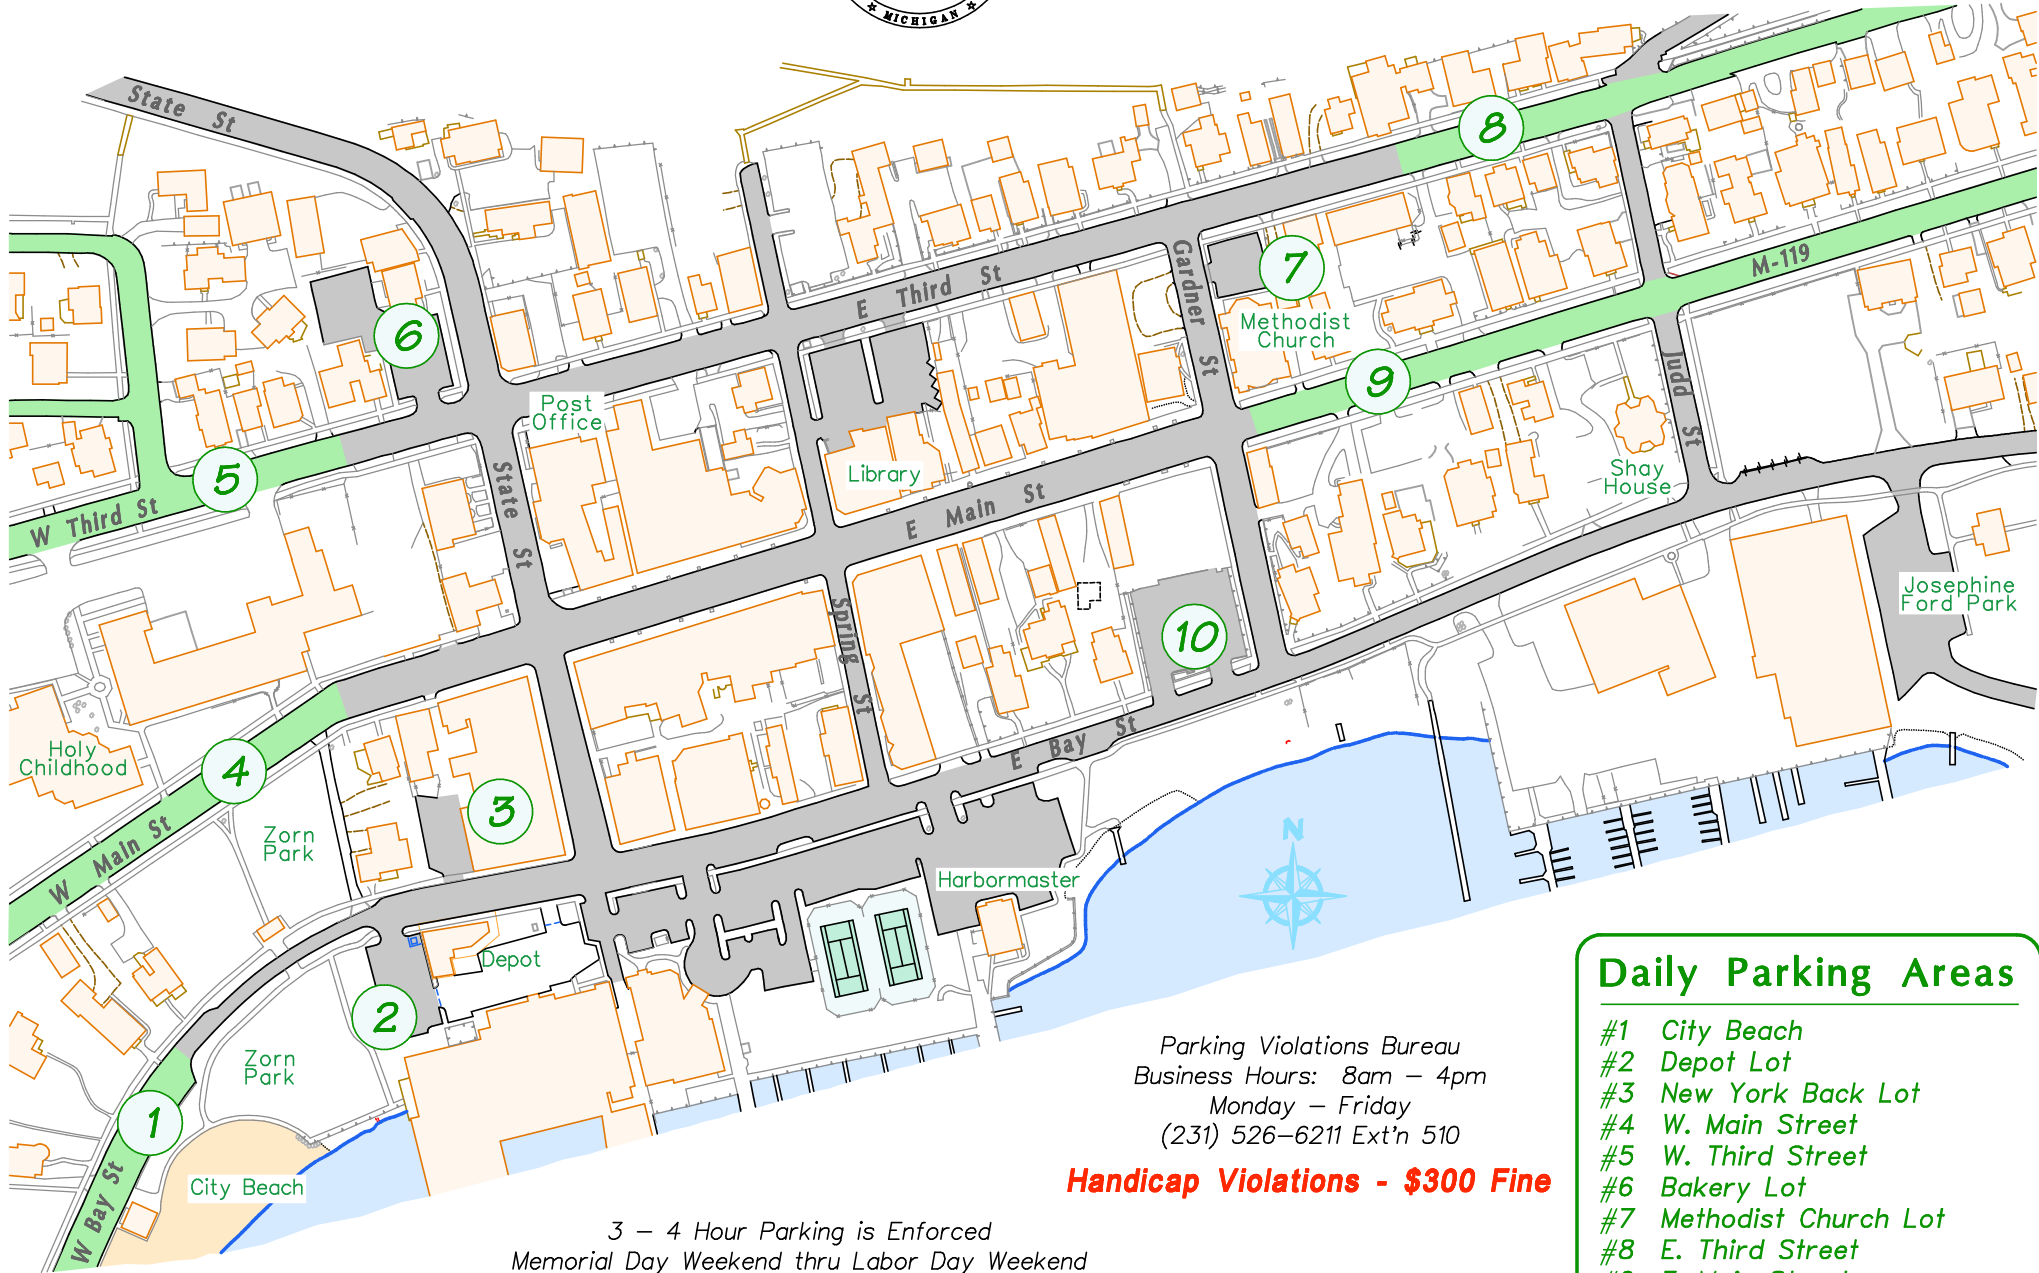 MICHIGAN
State St
8
M-119
E Third St
Gardner St
7
Methodist
Church
6
Post
Office
9
Judd St
5
W Third St
State St
Library
E Main St
Shay
House
Josephine
Ford Park
Spring St
10
Holy
Childhood
4
E Bay St
3
Zorn
Park
W Main St
N
Harbormaster
Depot
2
Zorn
Park
1
City Beach
W Bay St
Parking Violations Bureau
Business Hours: 8am – 4pm
Monday – Friday
(231) 526–6211 Ext'n 510
Handicap Violations - $300 Fine
3 – 4 Hour Parking is Enforced
Memorial Day Weekend thru Labor Day Weekend
Daily Parking Areas
#1 City Beach
#2 Depot Lot
#3 New York Back Lot
#4 W. Main Street
#5 W. Third Street
#6 Bakery Lot
#7 Methodist Church Lot
#8 E. Third Street